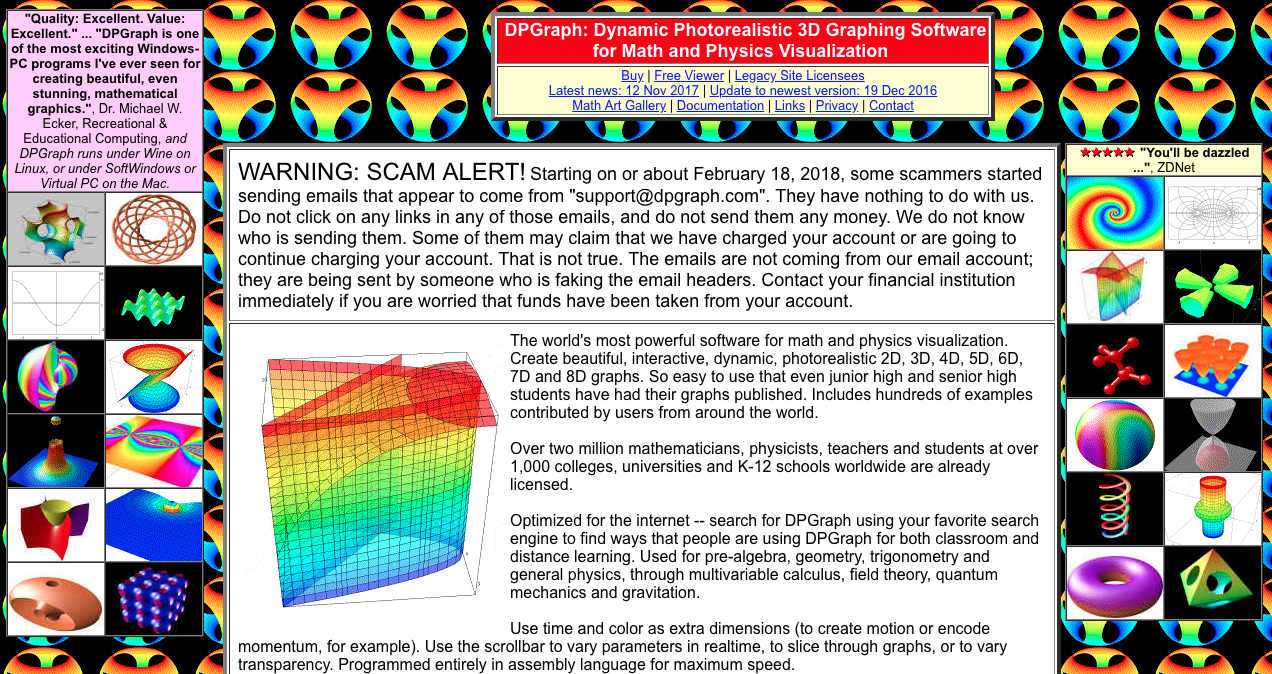 "Quality: Excellent. Value:
Excellent." ... "DPGraph is one
of the most exciting Windows-
PC programs I've ever seen for
creating beautiful, even
stunning, mathematical
graphics.", Dr. Michael W.
Ecker, Recreational &
Educational Computing, and
DPGraph runs under Wine on
Linux, or under SoftWindows or
Virtual PC on the Mac.
DPGraph: Dynamic Photorealistic 3D Graphing Software
for Math and Physics Visualization
Buy | Free Viewer | Legacy Site Licensees
Latest news: 12 Nov 2017 | Update to newest version: 19 Dec 2016
Math Art Gallery | Documentation | Links | Privacy | Contact
WARNING: SCAM ALERT! Starting on or about February 18, 2018, some scammers started
sending emails that appear to come from "support@dpgraph.com". They have nothing to do with us.
Do not click on any links in any of those emails, and do not send them any money. We do not know
who is sending them. Some of them may claim that we have charged your account or are going to
continue charging your account. That is not true. The emails are not coming from our email account;
they are being sent by someone who is faking the email headers. Contact your financial institution
immediately if you are worried that funds have been taken from your account.
The world's most powerful software for math and physics visualization.
Create beautiful, interactive, dynamic, photorealistic 2D, 3D, 4D, 5D, 6D,
7D and 8D graphs. So easy to use that even junior high and senior high
students have had their graphs published. Includes hundreds of examples
contributed by users from around the world.
Over two million mathematicians, physicists, teachers and students at over
1,000 colleges, universities and K-12 schools worldwide are already
licensed.
Optimized for the internet -- search for DPGraph using your favorite search
engine to find ways that people are using DPGraph for both classroom and
distance learning. Used for pre-algebra, geometry, trigonometry and
general physics, through multivariable calculus, field theory, quantum
mechanics and gravitation.
Use time and color as extra dimensions (to create motion or encode
momentum, for example). Use the scrollbar to vary parameters in realtime, to slice through graphs, or to vary
transparency. Programmed entirely in assembly language for maximum speed.
★★★★★ "You'll be dazzled
...", ZDNet